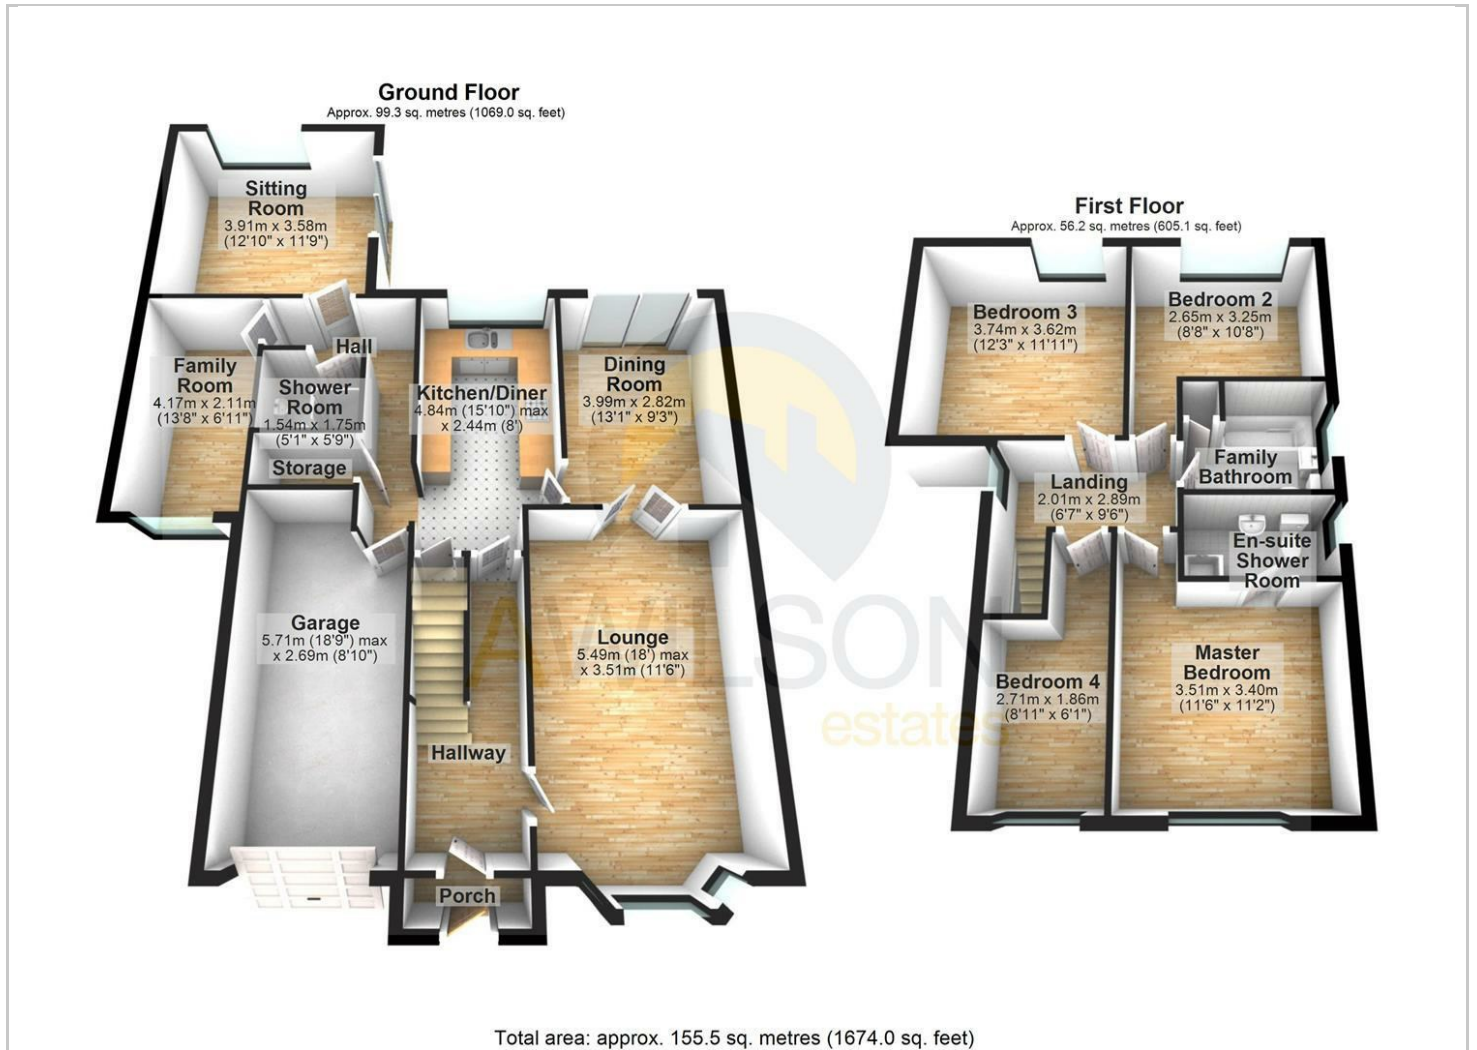 Ground Floor
Approx. 99.3 sq. metres (1069.0 sq. feet)
Sitting
Room
3.91m x 3.58m
(12'10" x 11'9")
Hall
Family
Room
4.17m x 2.11m
(13'8" x 6'11")
Shower
Room
1.54m x 1.75m
(5'1" x 5'9")
Storage
Kitchen/Diner
4.84m (15'10") max
x 2.44m (8')
Dining
Room
3.99m x 2.82m
(13'1" x 9'3")
Garage
5.71m (18'9") max
x 2.69m (8'10")
Lounge
5.49m (18') max
x 3.51m (11'6")
Hallway
Porch
First Floor
Approx. 56.2 sq. metres (605.1 sq. feet)
Bedroom 3
3.74m x 3.62m
(12'3" x 11'11")
Bedroom 2
2.65m x 3.25m
(8'8" x 10'8")
Family
Bathroom
Landing
2.01m x 2.89m
(6'7" x 9'6")
En-suite
Shower
Room
Bedroom 4
2.71m x 1.86m
(8'11" x 6'1")
Master
Bedroom
3.51m x 3.40m
(11'6" x 11'2")
AWILSON
estates
Total area: approx. 155.5 sq. metres (1674.0 sq. feet)